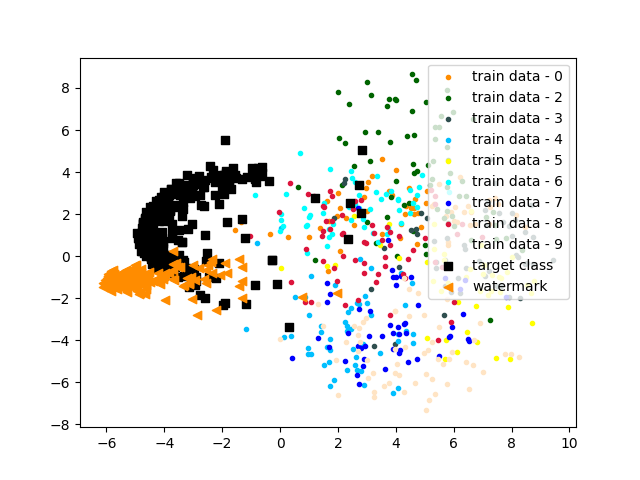 8
6
4
2
0
−2
−4
−6
−8
−6
−4
−2
0
2
4
6
8
10
train data - 0
train data - 2
train data - 3
train data - 4
train data - 5
train data - 6
train data - 7
train data - 8
train data - 9
target class
watermark